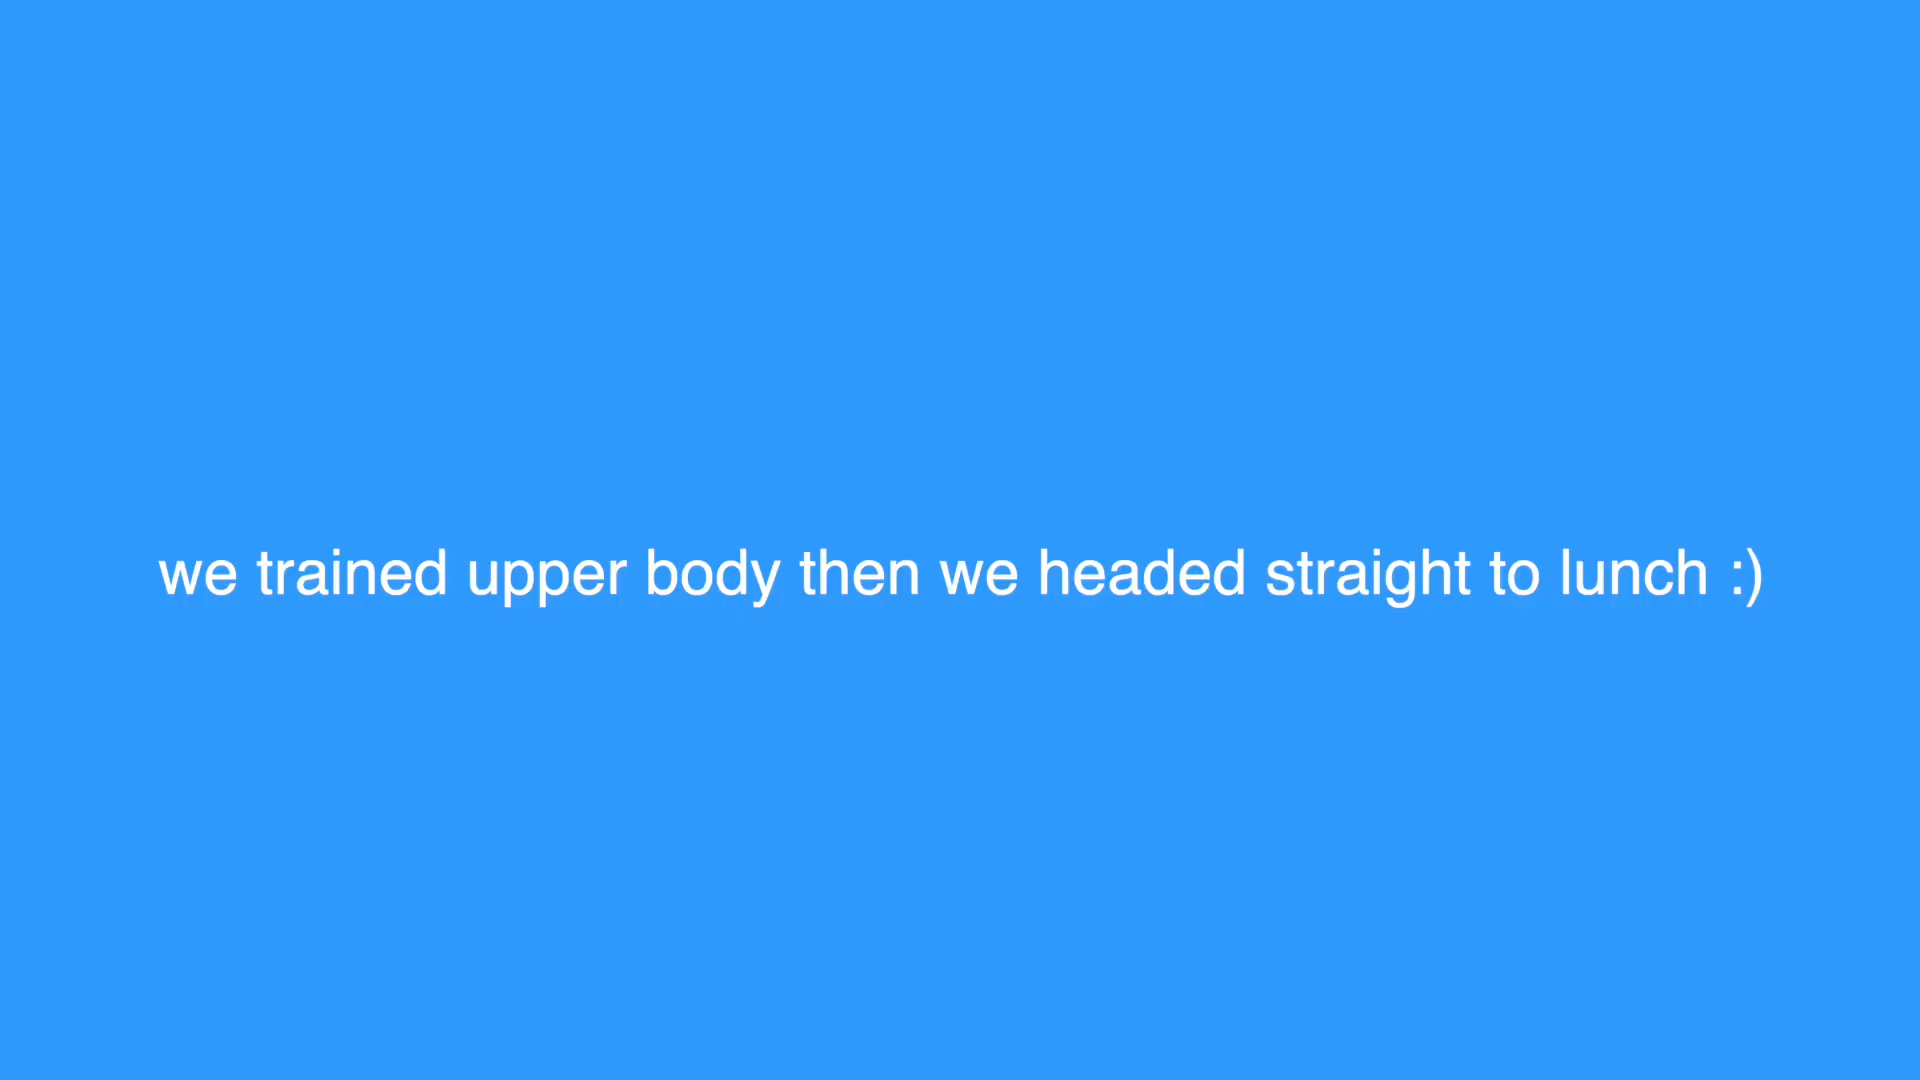 we trained upper body then we headed straight to lunch :)